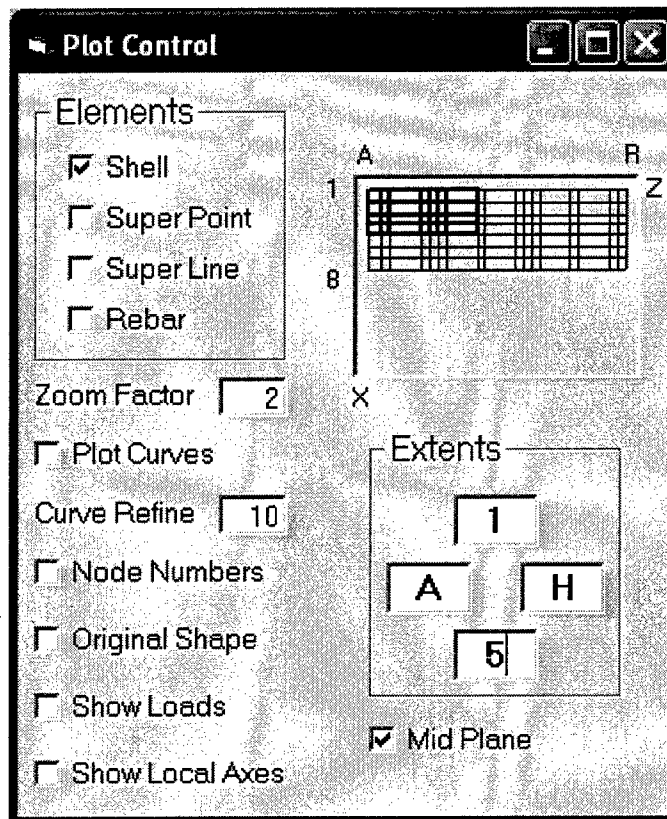 Plot Control
Elements
Shell
Super Point
Super Line
Rebar
Zoom Factor 2
Plot Curves
Curve Refine 10
Node Numbers
Original Shape
Show Loads
Show Local Axes
A R
1 Z
8
X
Extents
1
A H
5
Mid Plane